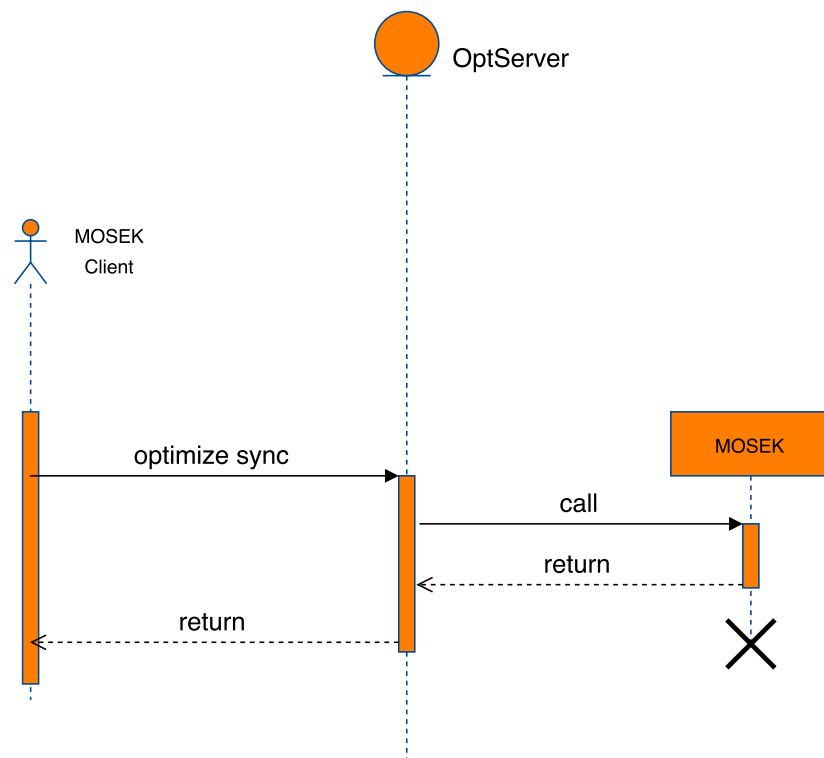 OptServer
MOSEK
Client
optimize sync
MOSEK
call
return
return